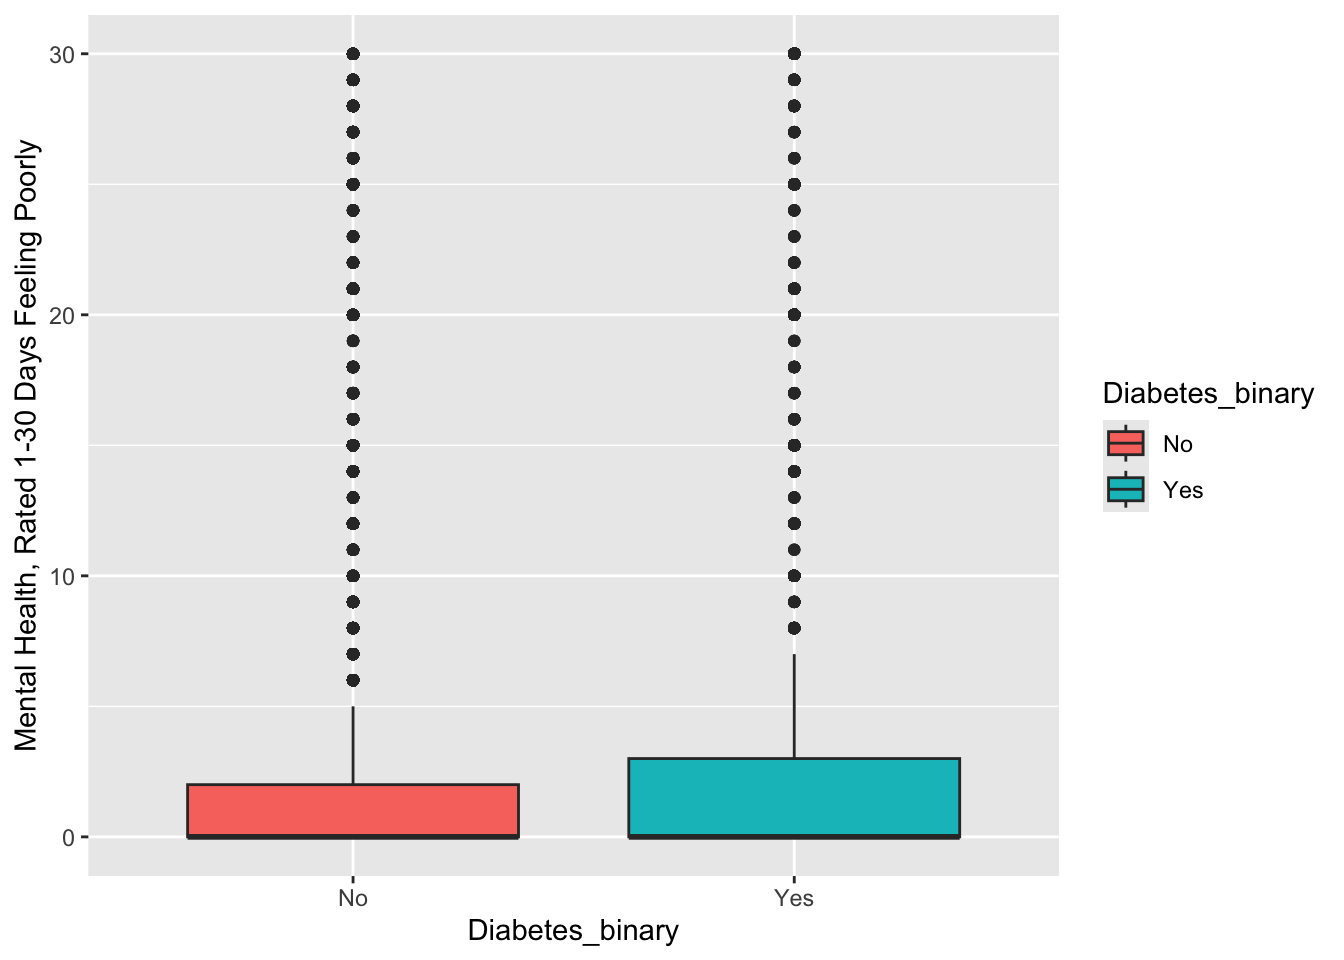 Mental Health, Rated 1-30 Days Feeling Poorly
30
20
10
0
No
Yes
Diabetes_binary
Diabetes_binary
No
Yes